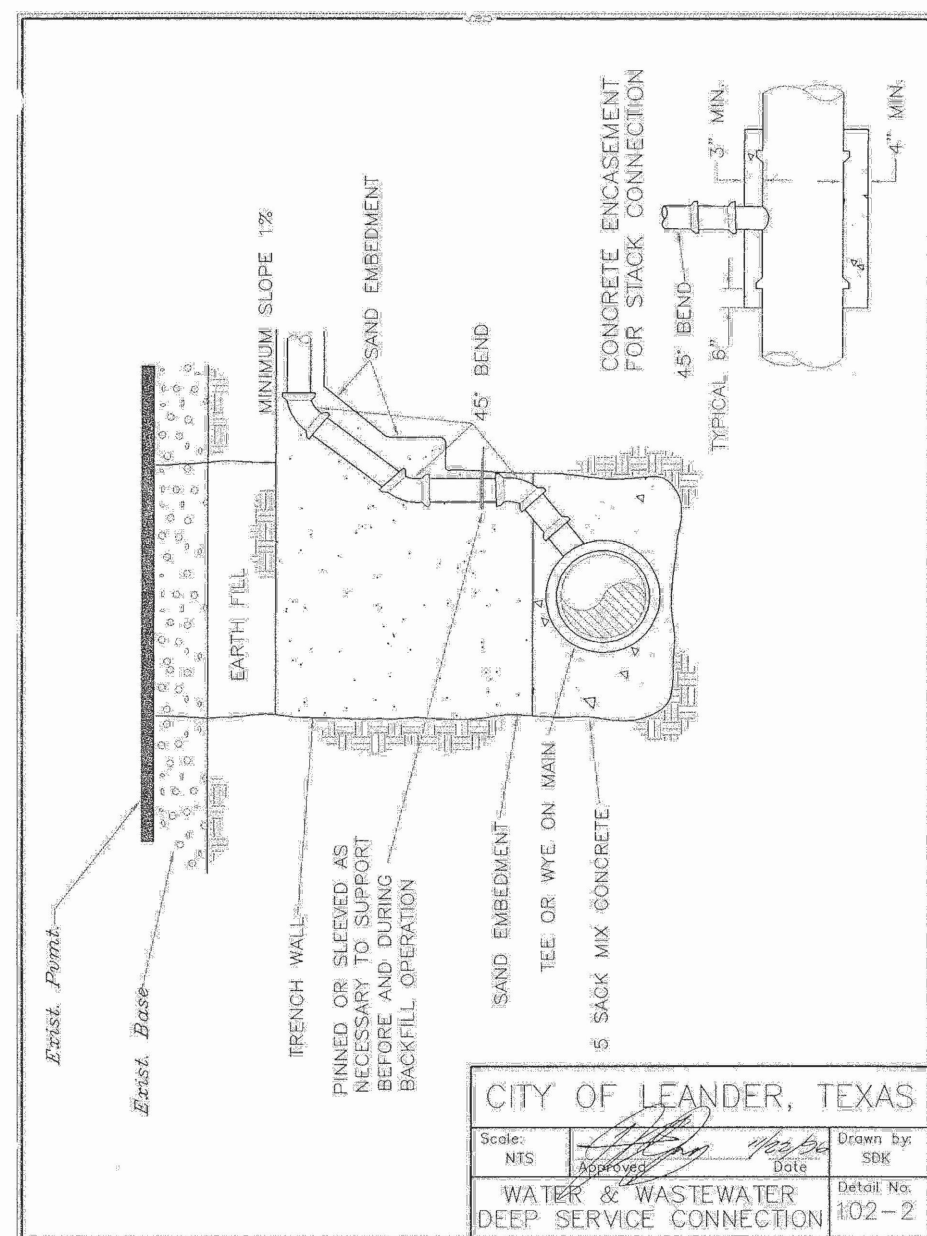 Exist. Pvmt.
Exist. Base
EARTH FILL
MINIMUM SLOPE 1%
SAND EMBEDMENT
TRENCH WALL
45° BEND
PINNED OR SLEEVED AS
NECESSARY TO SUPPORT
BEFORE AND DURING
BACKFILL OPERATION
SAND EMBEDMENT
TEE OR WYE ON MAIN
5 SACK MIX CONCRETE
CONCRETE ENCASEMENT
FOR STACK CONNECTION
45° BEND
TYPICAL 6"
3" MIN.
4" MIN.
CITY OF LEANDER, TEXAS
Scale:
NTS
Approved
Date
Drawn by:
SDK
WATER & WASTEWATER
DEEP SERVICE CONNECTION
Detail No.
102-2